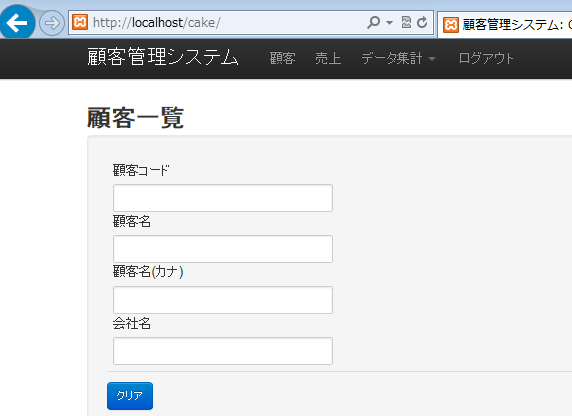 http://localhost/cake/
顧客管理システム: C
顧客管理システム 顧客 売上 データ集計 ログアウト
顧客一覧
顧客コード
顧客名
顧客名(カナ)
会社名
クリア